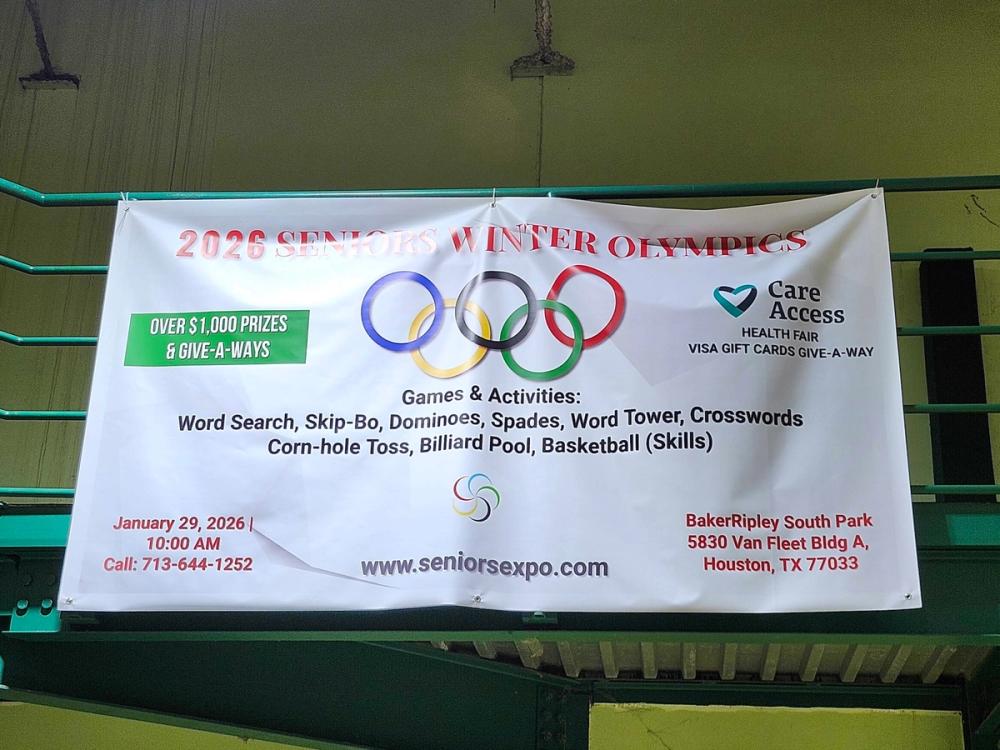 2026 SENIORS WINTER OLYMPICS
OVER $1,000 PRIZES
& GIVE-A-WAYS
Care
Access
HEALTH FAIR
VISA GIFT CARDS GIVE-A-WAY
Games & Activities:
Word Search, Skip-Bo, Dominoes, Spades, Word Tower, Crosswords
Corn-hole Toss, Billiard Pool, Basketball (Skills)
January 29, 2026 |
10:00 AM
Call: 713-644-1252
www.seniorsexpo.com
BakerRipley South Park
5830 Van Fleet Bldg A,
Houston, TX 77033